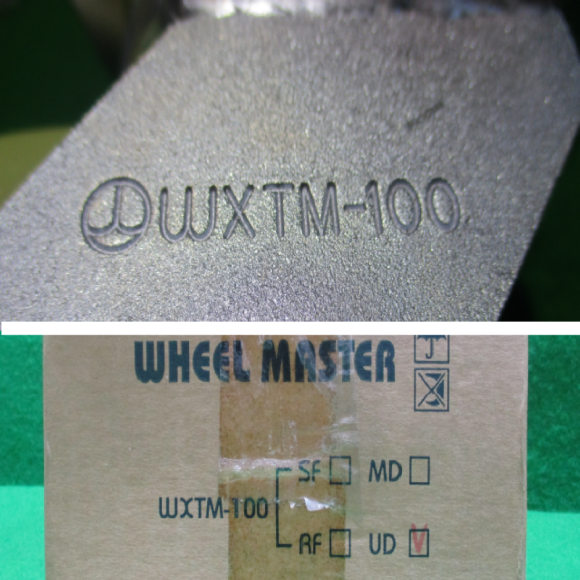 WXTM-100
WHEEL MASTER
SF MD
WXTM-100
RF UD V